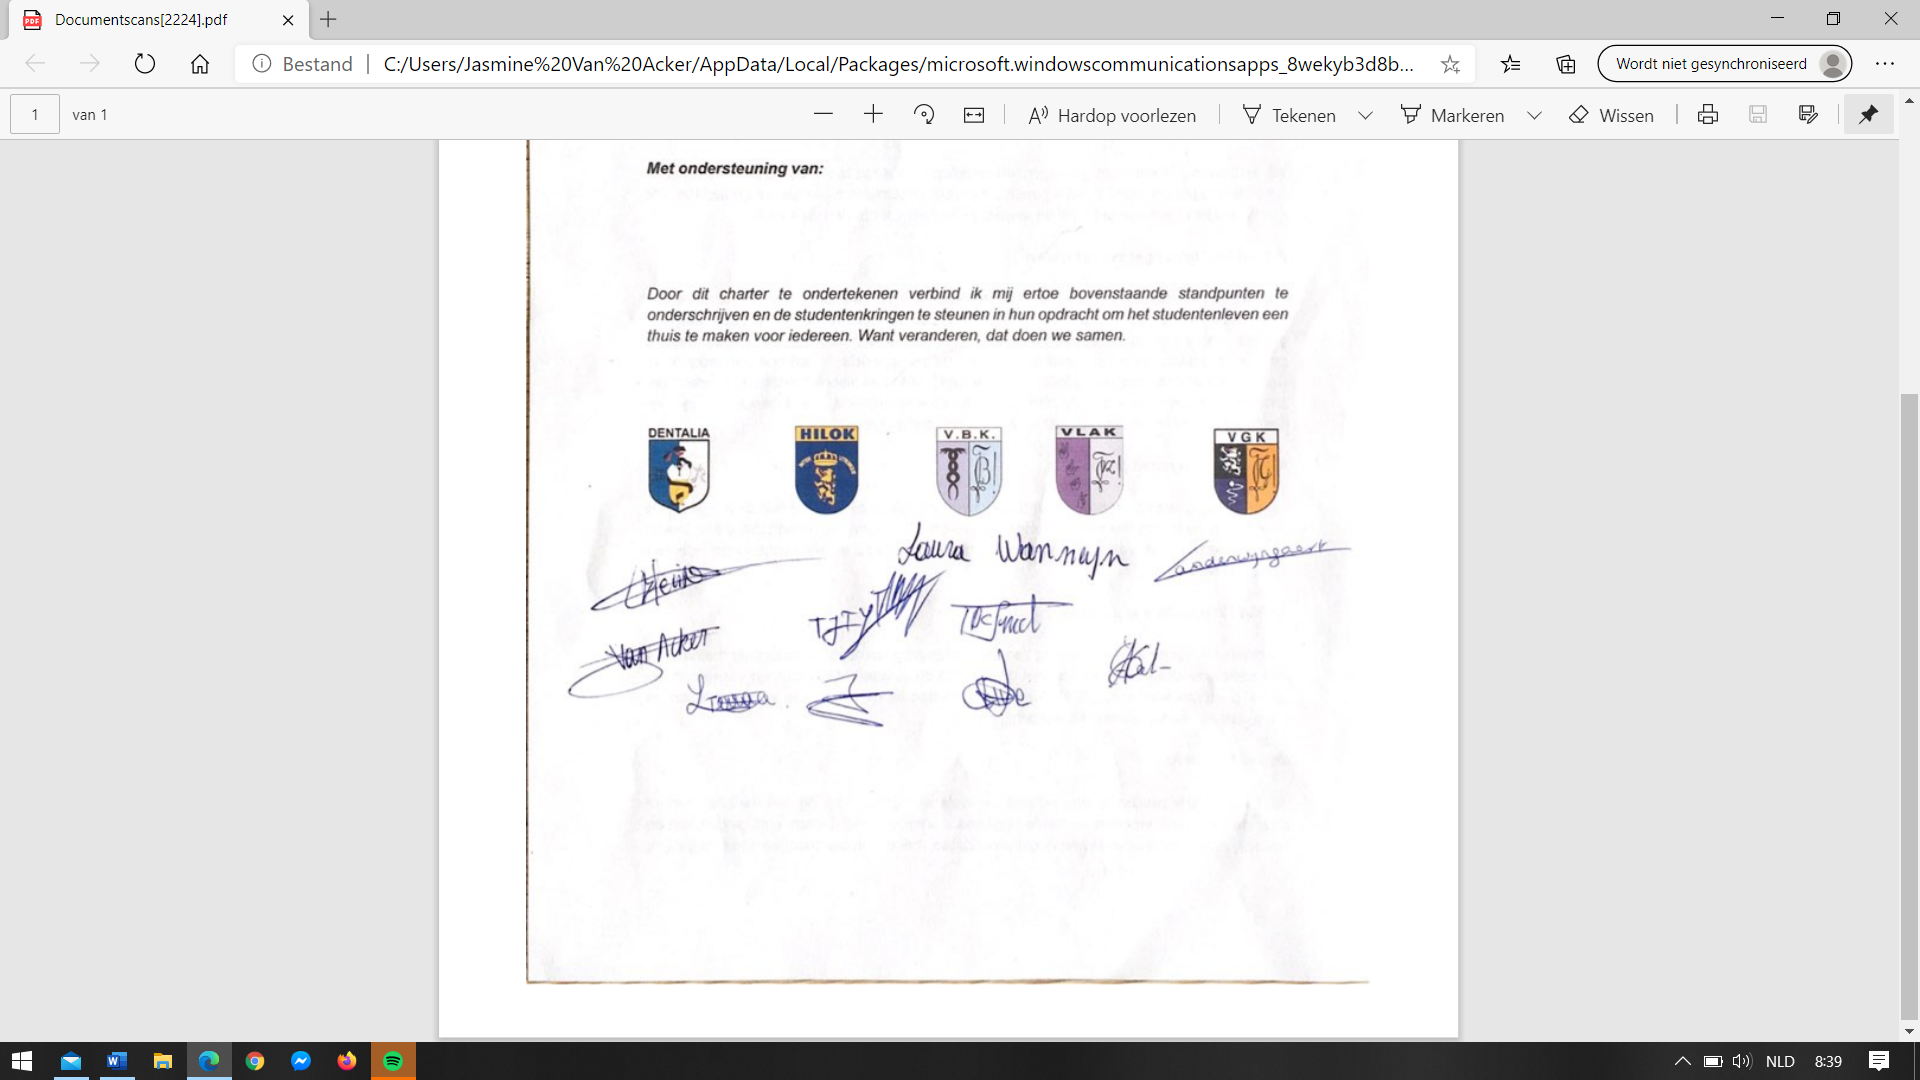 Documentscans[2224].pdf
Bestand C:/Users/Jasmine%20Van%20Acker/AppData/Local/Packages/microsoft.windowscommunicationsapps_8wekyb3d8b... Wordt niet gesynchroniseerd
1 van 1 Hardop voorlezen Tekenen Markeren Wissen
Met ondersteuning van:
Door dit charter te ondertekenen verbind ik mij ertoe bovenstaande standpunten te
onderschrijven en de studentenkringen te steunen in hun opdracht om het studentenleven een
thuis te maken voor iedereen. Want veranderen, dat doen we samen.
DENTALIA HILOK V.B.K. VLAK VGK
Laura Wanneyn
Van Acker
NLD 8:39